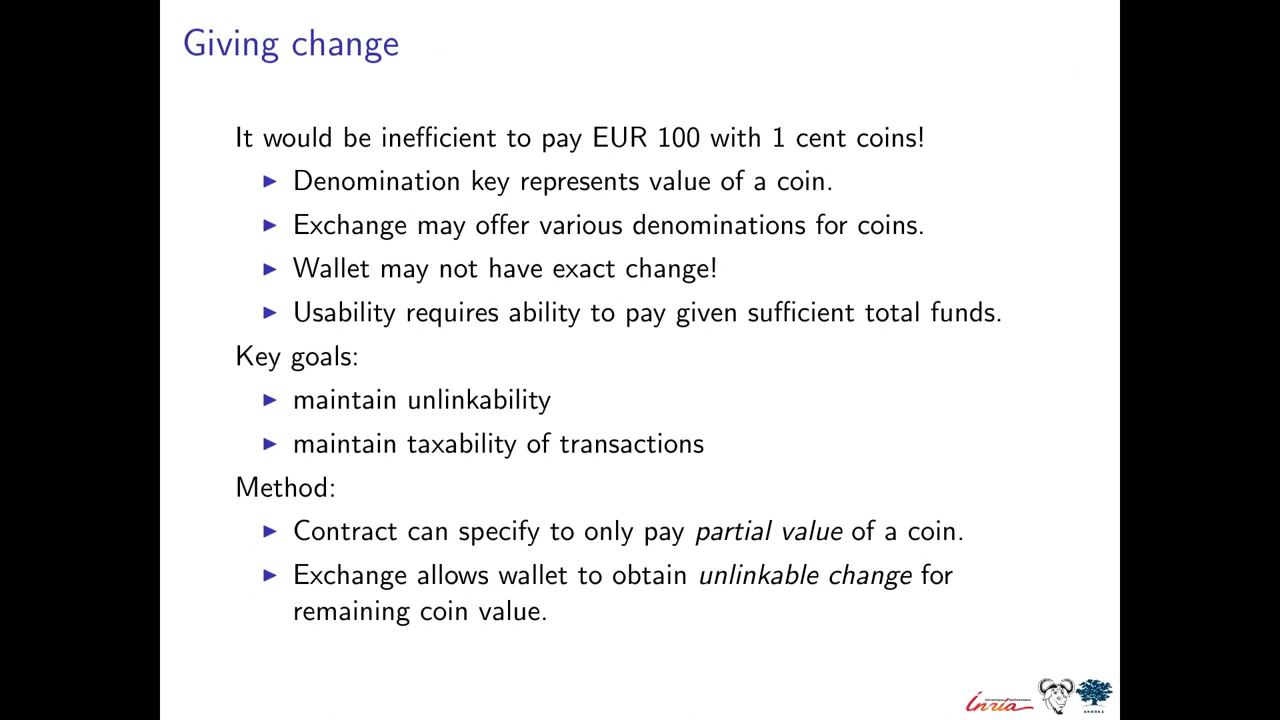 Giving change
It would be inefficient to pay EUR 100 with 1 cent coins!
▶ Denomination key represents value of a coin.
▶ Exchange may offer various denominations for coins.
▶ Wallet may not have exact change!
▶ Usability requires ability to pay given sufficient total funds.
Key goals:
▶ maintain unlinkability
▶ maintain taxability of transactions
Method:
▶ Contract can specify to only pay partial value of a coin.
▶ Exchange allows wallet to obtain unlinkable change for
remaining coin value.
Inria